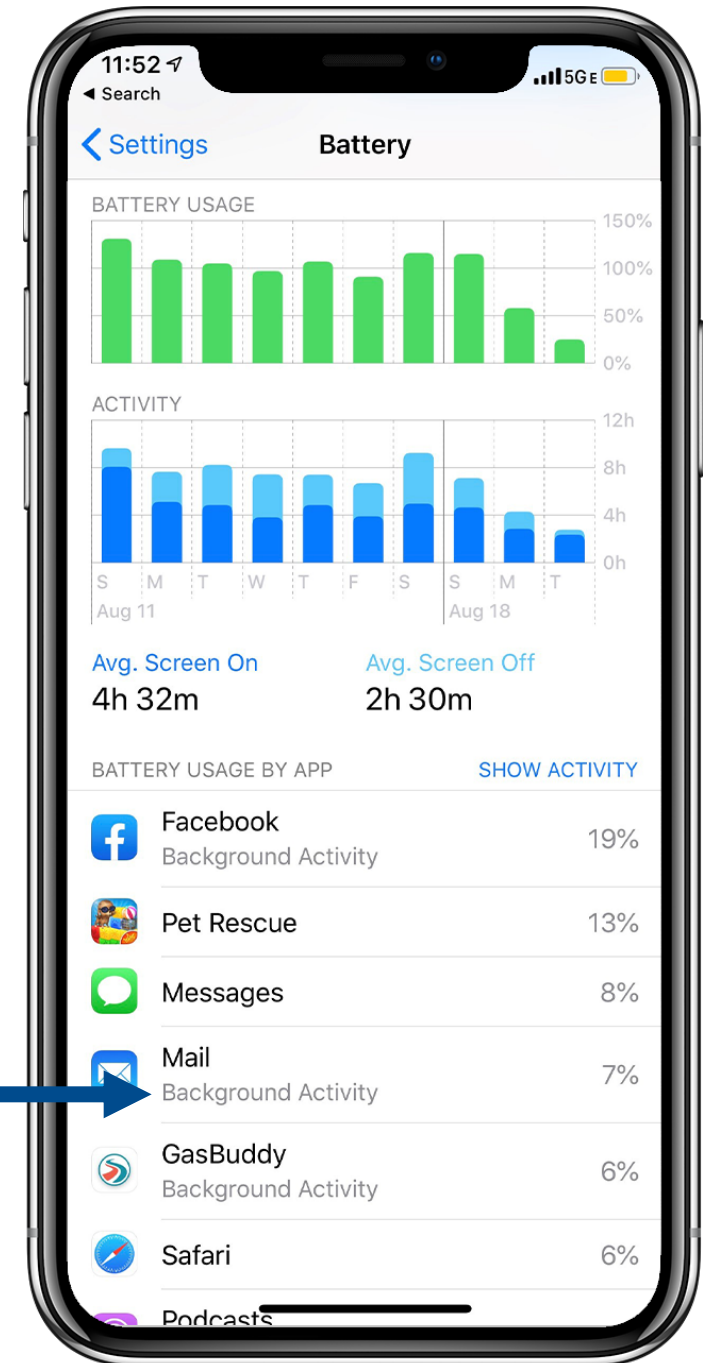 11:52
5G E
◀ Search
Settings
Battery
BATTERY USAGE
150%
100%
50%
0%
ACTIVITY
12h
8h
4h
0h
S M T W T F S S M T
Aug 11 Aug 18
Avg. Screen On Avg. Screen Off
4h 32m 2h 30m
BATTERY USAGE BY APP SHOW ACTIVITY
Facebook
Background Activity
19%
Pet Rescue 13%
Messages 8%
Mail
Background Activity
7%
GasBuddy
Background Activity
6%
Safari 6%
Podcasts